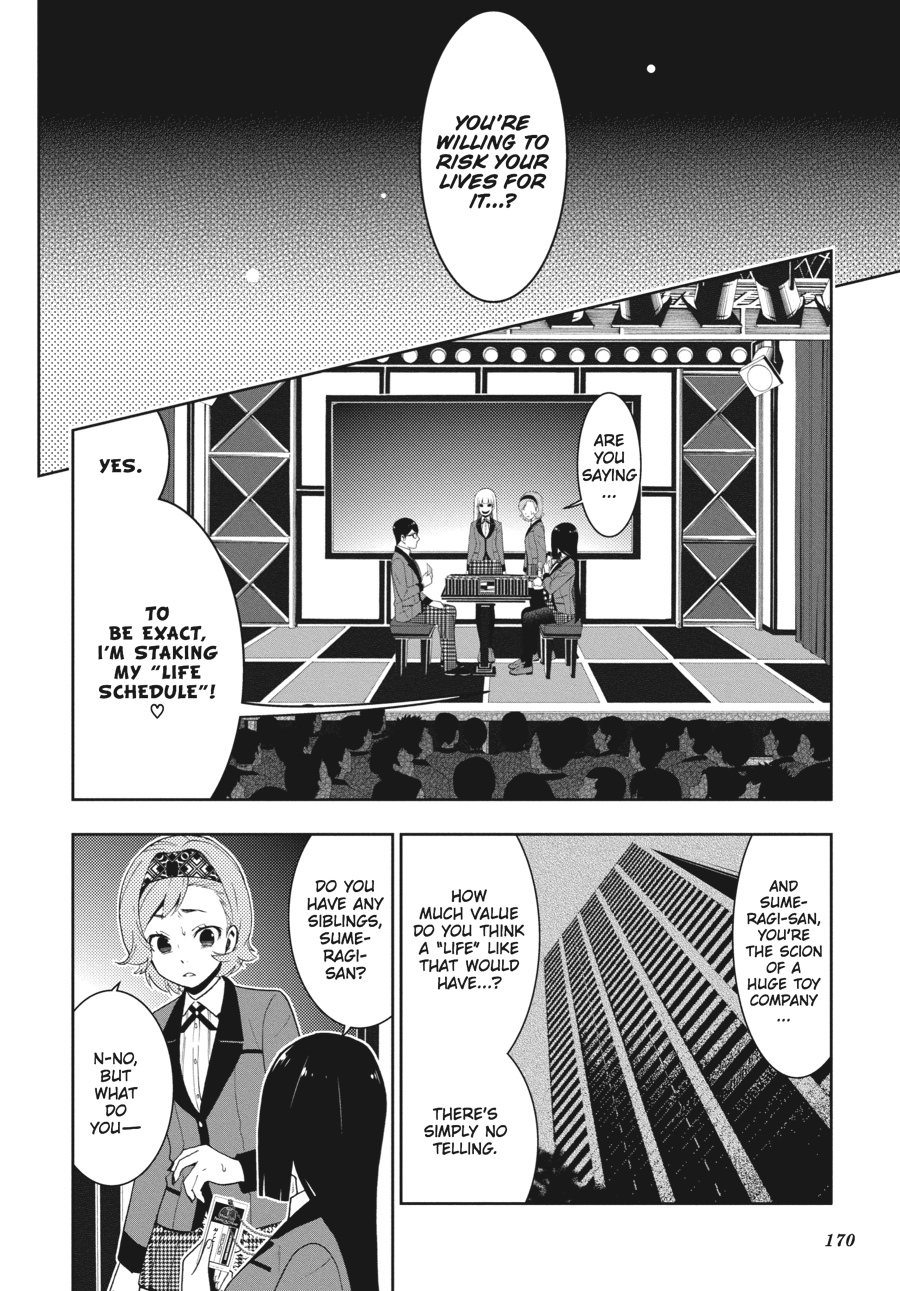 YOU'RE
WILLING TO
RISK YOUR
LIVES FOR
IT...?
ARE
YOU
SAYING
...
YES.
TO
BE EXACT,
I'M STAKING
MY "LIFE
SCHEDULE"!
♡
AND
SUME-
RAGI-SAN,
YOU'RE
THE SCION
OF A
HUGE TOY
COMPANY
...
HOW
MUCH VALUE
DO YOU THINK
A "LIFE" LIKE
THAT WOULD
HAVE...?
THERE'S
SIMPLY NO
TELLING.
DO YOU
HAVE ANY
SIBLINGS,
SUME-
RAGI-
SAN?
N-NO,
BUT
WHAT
DO
YOU—
170